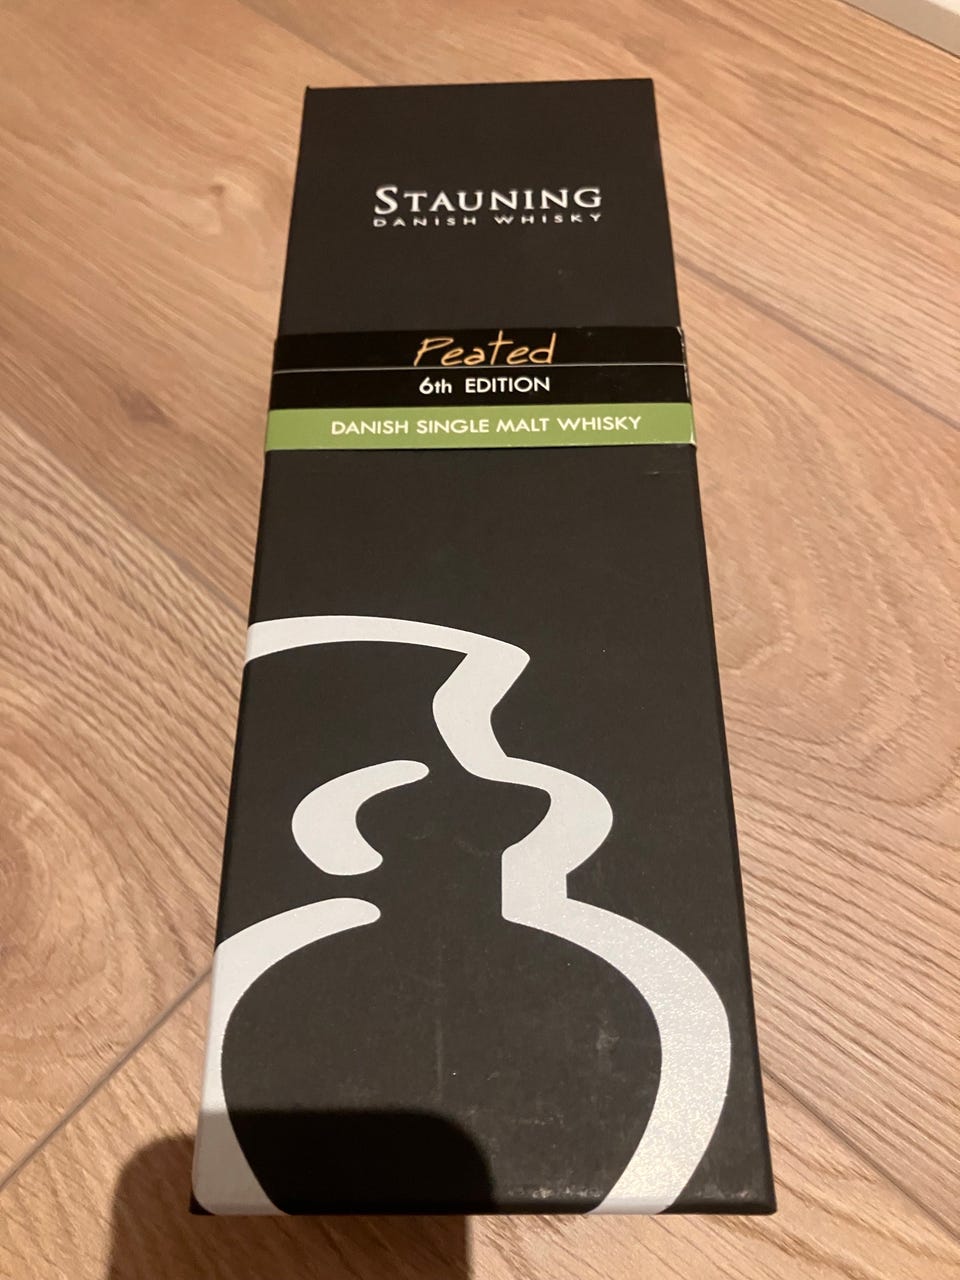 STAUNING
DANISH WHISKY
Peated
6th EDITION
DANISH SINGLE MALT WHISKY